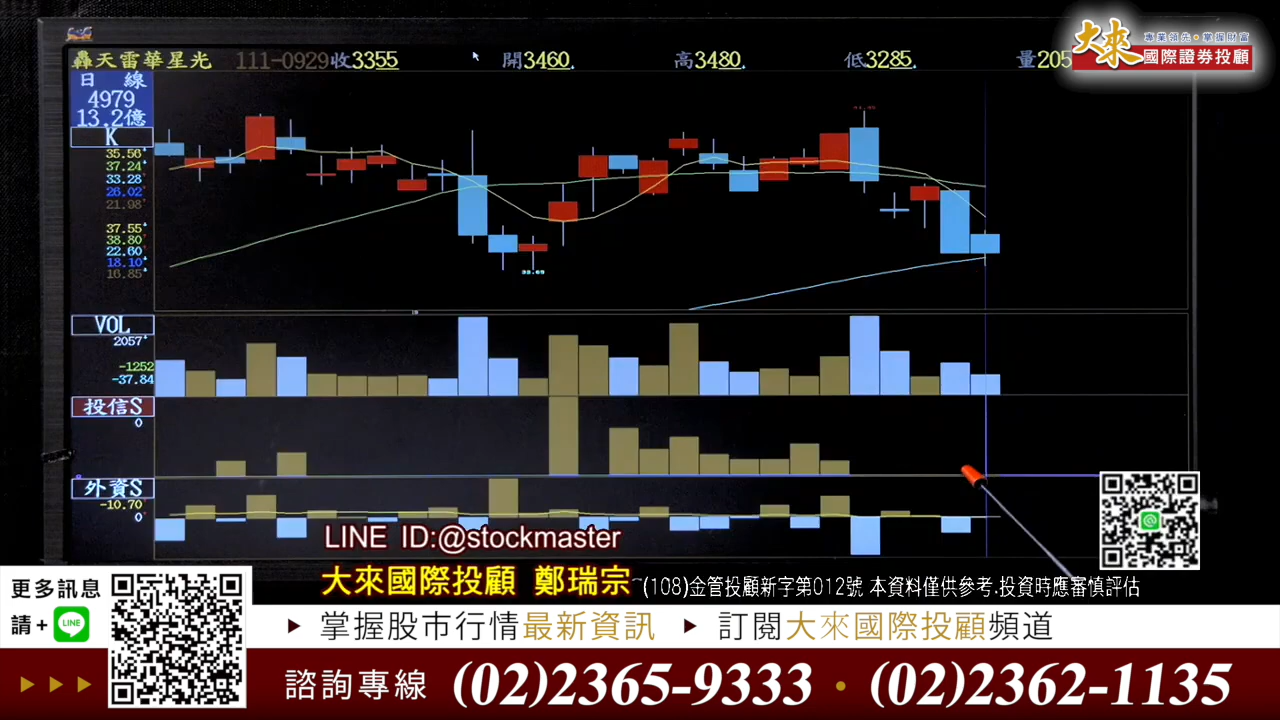 轟天雷華星光 111-0929收3355 開3460 高3480 低3285 量205
大來
專業領先•掌握財富
國際證券投顧
日 線
4979
13.2億
K
35.56
37.24
33.28
26.02
21.98
37.55
38.80
22.60
18.10
16.85
VOL
2057
-1252
-37.84
投信S
0
外資S
-10.70
0
LINE ID:@stockmaster
大來國際投顧 鄭瑞宗 (108)金管投顧新字第012號 本資料僅供參考.投資時應審慎評估
更多訊息
請+ LINE
掌握股市行情最新資訊 訂閱大來國際投顧頻道
諮詢專線 (02)2365-9333 • (02)2362-1135